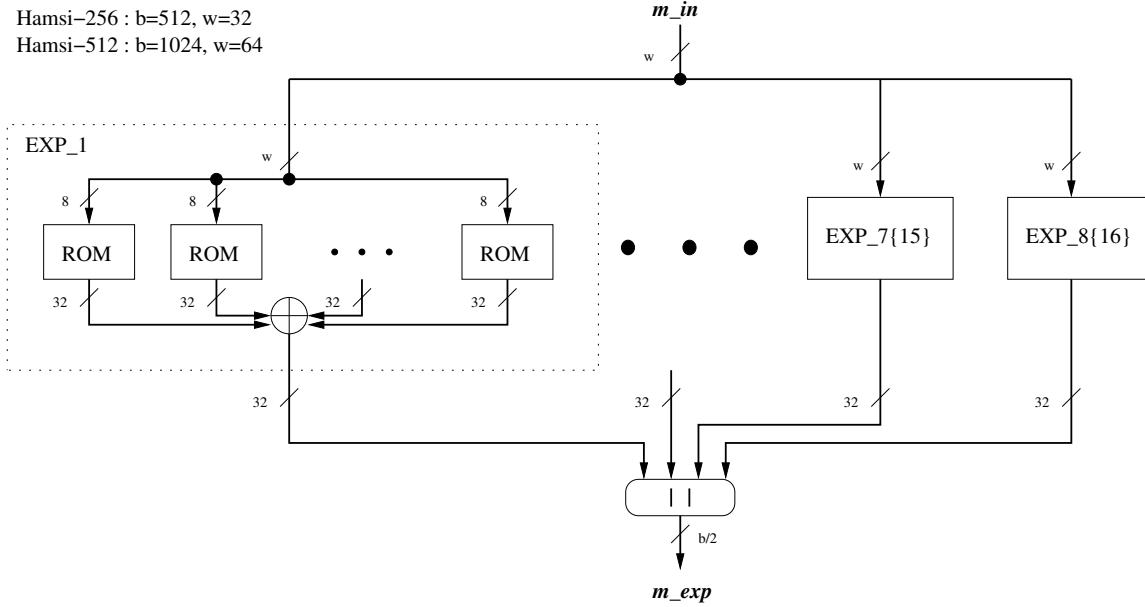 Hamsi−256 : b=512, w=32
Hamsi−512 : b=1024, w=64
m_in
w
EXP_1
w
w
w
8
8
8
ROM
ROM
ROM
EXP_7{15}
EXP_8{16}
32
32
32
32
32
32
32
32
| |
b/2
m_exp